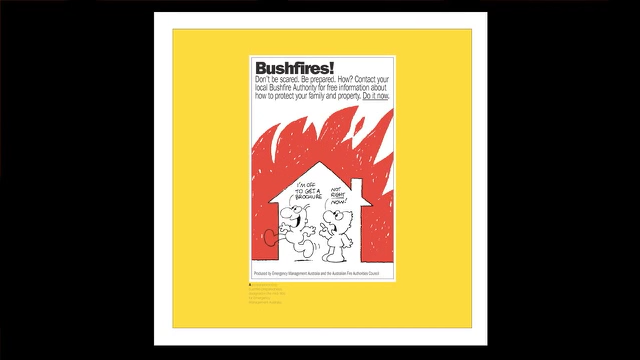 Bushfires!
Don't be scared. Be prepared. How? Contact your
local Bushfire Authority for free information about
how to protect your family and property. Do it now.
I'M OFF
TO GET A
BROCHURE
NOT
RIGHT
NOW!
Produced by Emergency Management Australia and the Australian Fire Authorities Council